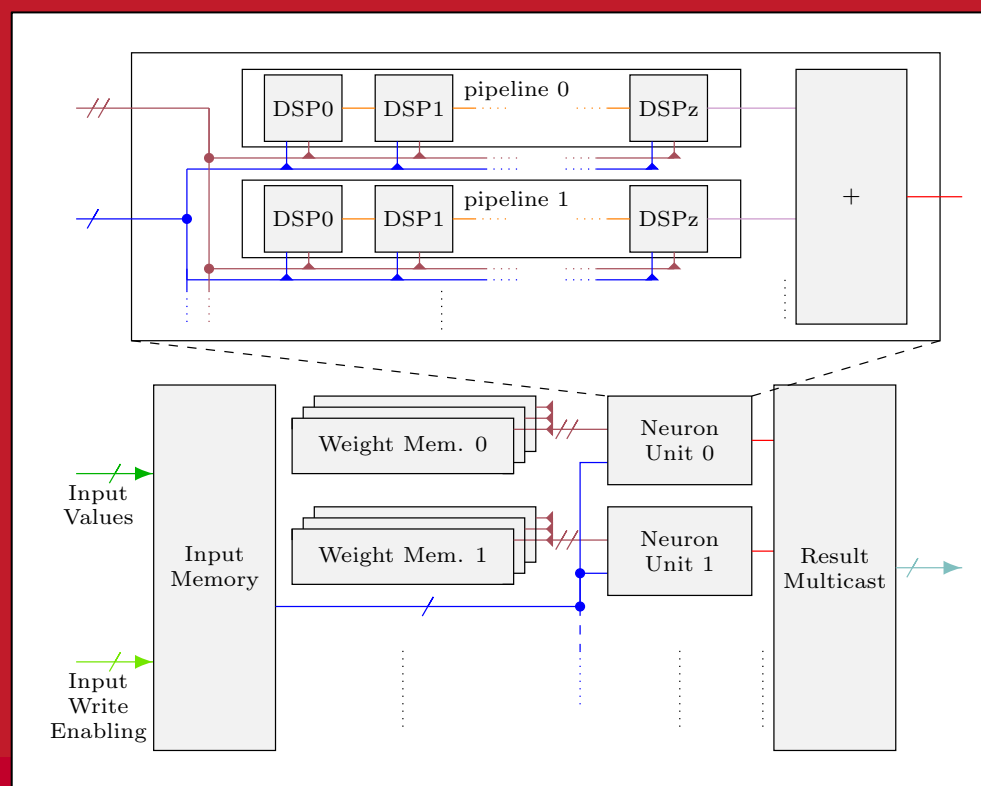 pipeline 0
DSP0
DSP1
DSPz
pipeline 1
DSP0
DSP1
DSPz
+
Weight Mem. 0
Neuron
Unit 0
Input
Values
Weight Mem. 1
Neuron
Unit 1
Input
Memory
Result
Multicast
Input
Write
Enabling